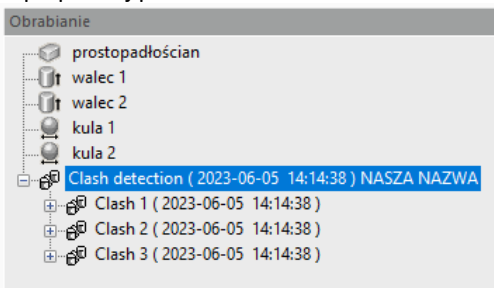 Obrabianie
prostopadłościan
walec 1
walec 2
kula 1
kula 2
Clash detection ( 2023-06-05 14:14:38 ) NASZA NAZWA
Clash 1 ( 2023-06-05 14:14:38 )
Clash 2 ( 2023-06-05 14:14:38 )
Clash 3 ( 2023-06-05 14:14:38 )